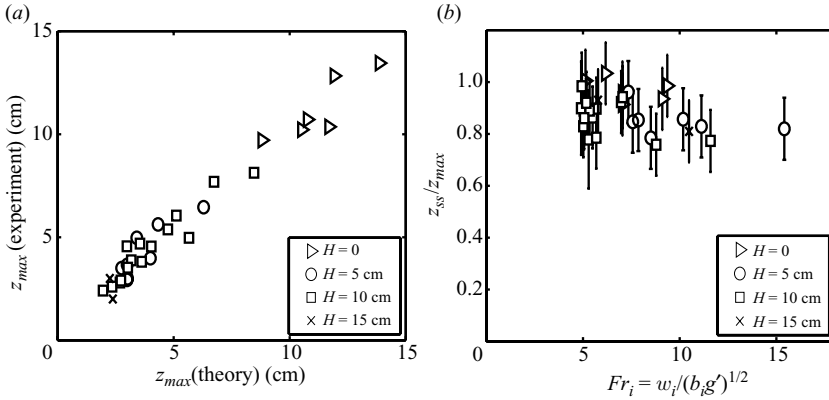 (a)
15
10
5
0
5
10
15
z_max (experiment) (cm)
z_max(theory) (cm)
H = 0
H = 5 cm
H = 10 cm
H = 15 cm
(b)
1.0
0.8
0.6
0.4
0.2
0
5
10
15
z_ss/z_max
Fr_i = w_i/(b_i g′)^1/2
H = 0
H = 5 cm
H = 10 cm
H = 15 cm